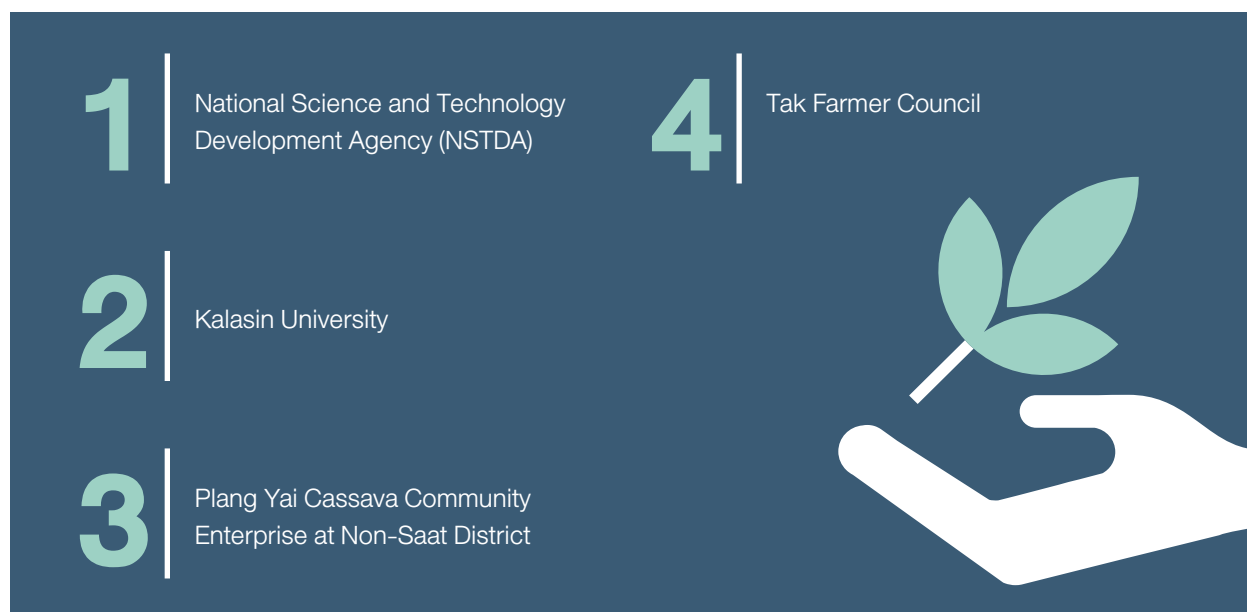 1
National Science and Technology
Development Agency (NSTDA)
2
Kalasin University
3
Plang Yai Cassava Community
Enterprise at Non-Saat District
4
Tak Farmer Council